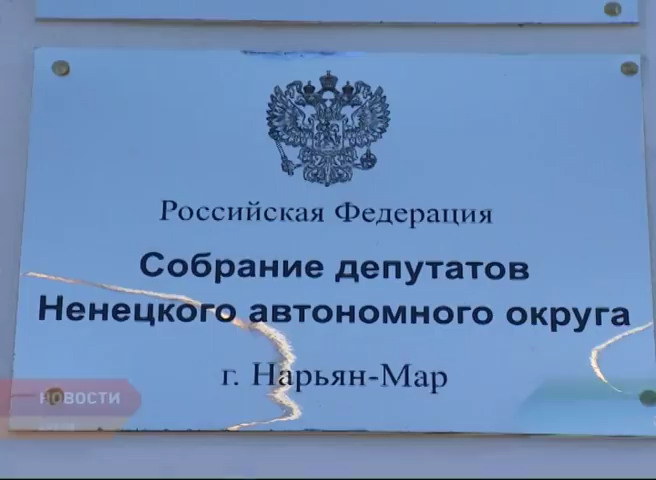 Российская Федерация
Собрание депутатов
Ненецкого автономного округа
г. Нарьян-Мар
НОВОСТИ